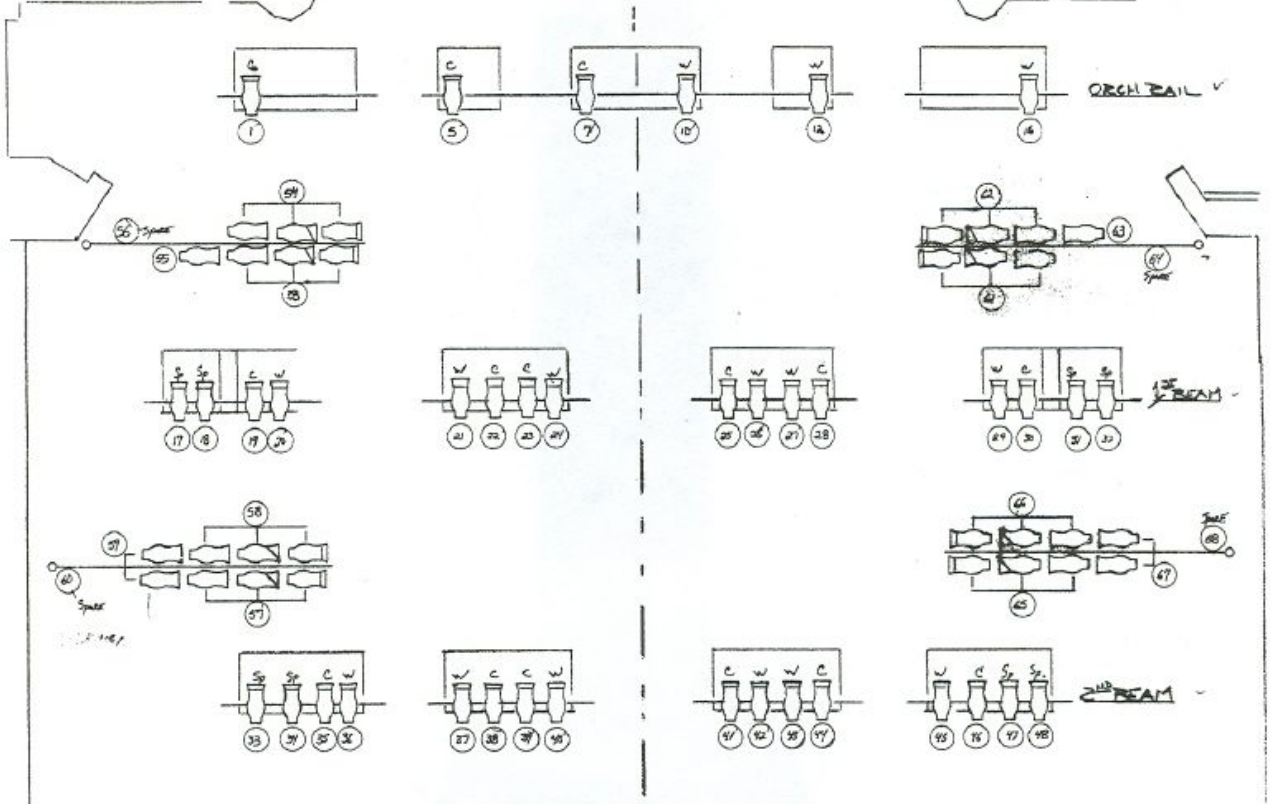 C C C W W W
ORCH RAIL
1 5 7 10 12 16
54 62
56 Spare 63
55 64
Spare
53
Sp Sp C W W C C W C W W C W C Sp Sp
1ST BEAM
17 18 19 20 21 22 23 24 25 26 27 28 29 30 31 32
58 66
59 Spare
68
60 67
Spare
57 65
Sp Sp C W W C C W C W W C W C Sp Sp.
2ND BEAM
33 34 35 36 37 38 39 40 41 42 43 44 45 46 47 48